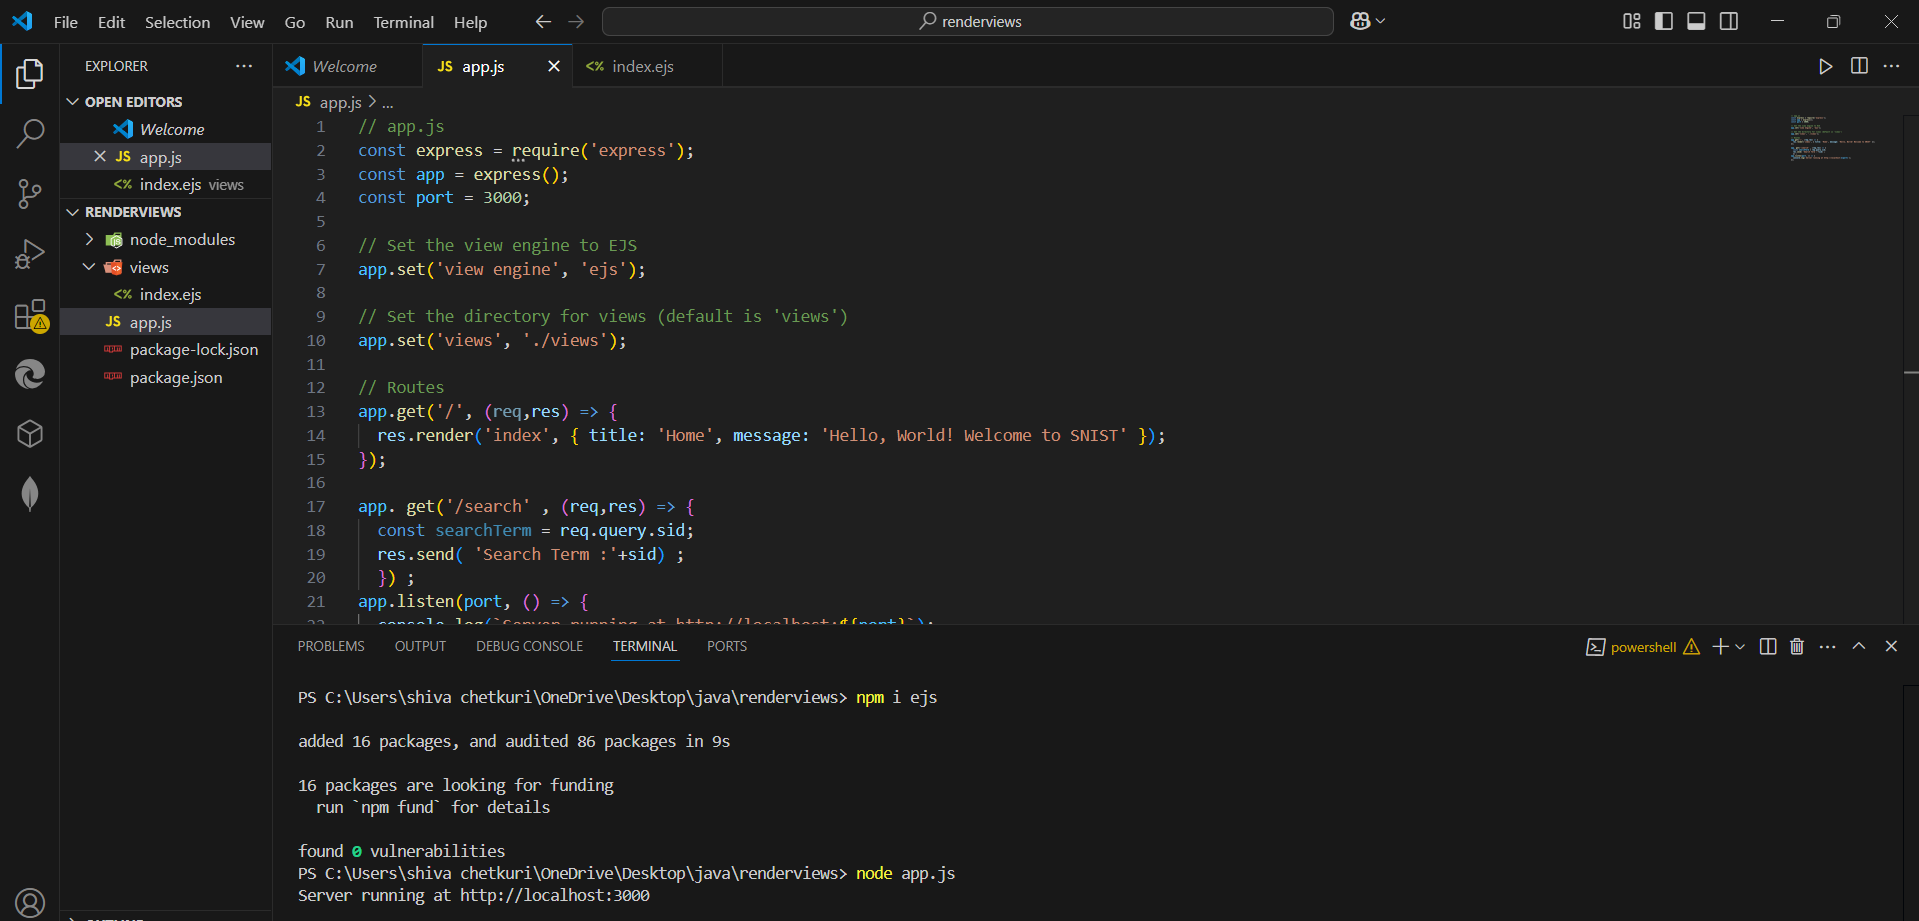 File Edit Selection View Go Run Terminal Help
renderviews
EXPLORER
OPEN EDITORS
Welcome
JS app.js
<% index.ejs views
RENDERVIEWS
node_modules
views
<% index.ejs
JS app.js
package-lock.json
package.json
Welcome
JS app.js
<% index.ejs
JS app.js > ...
1 // app.js
2 const express = require('express');
3 const app = express();
4 const port = 3000;
5
6 // Set the view engine to EJS
7 app.set('view engine', 'ejs');
8
9 // Set the directory for views (default is 'views')
10 app.set('views', './views');
11
12 // Routes
13 app.get('/', (req,res) => {
14 res.render('index', { title: 'Home', message: 'Hello, World! Welcome to SNIST' });
15 });
16
17 app. get('/search' , (req,res) => {
18 const searchTerm = req.query.sid;
19 res.send( 'Search Term :'+sid) ;
20 }) ;
21 app.listen(port, () => {
22 console.log(`Server running at http://localhost:${port}`);
PROBLEMS OUTPUT DEBUG CONSOLE TERMINAL PORTS
powershell
PS C:\Users\shiva chetkuri\OneDrive\Desktop\java\renderviews> npm i ejs
added 16 packages, and audited 86 packages in 9s
16 packages are looking for funding
run `npm fund` for details
found 0 vulnerabilities
PS C:\Users\shiva chetkuri\OneDrive\Desktop\java\renderviews> node app.js
Server running at http://localhost:3000